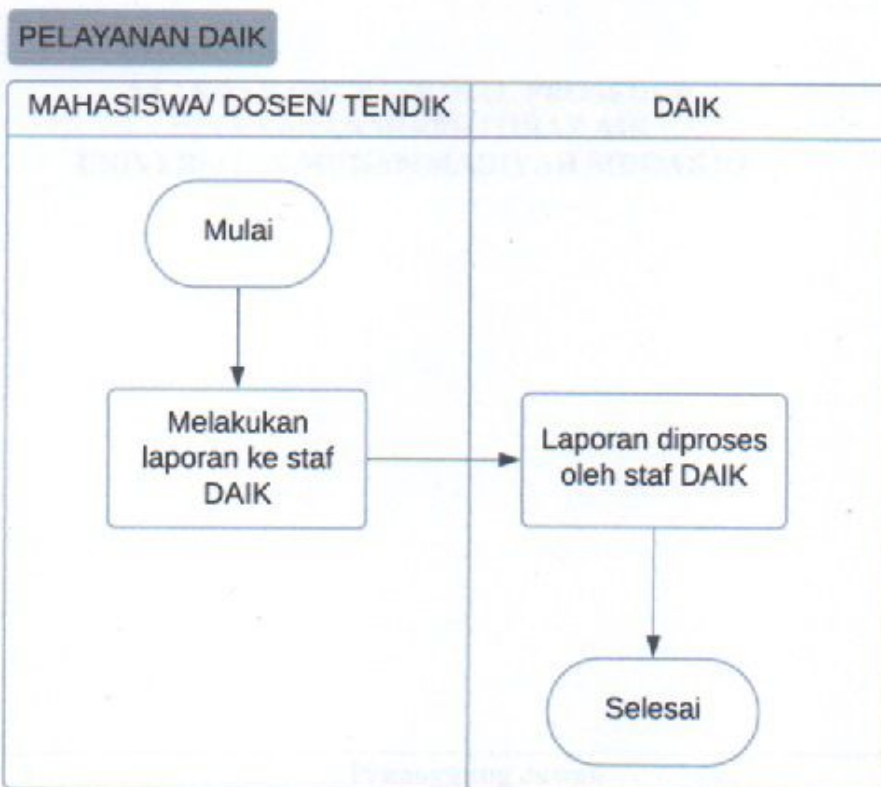 PELAYANAN DAIK
MAHASISWA/ DOSEN/ TENDIK
DAIK
Mulai
Melakukan
laporan ke staf
DAIK
Laporan diproses
oleh staf DAIK
Selesai